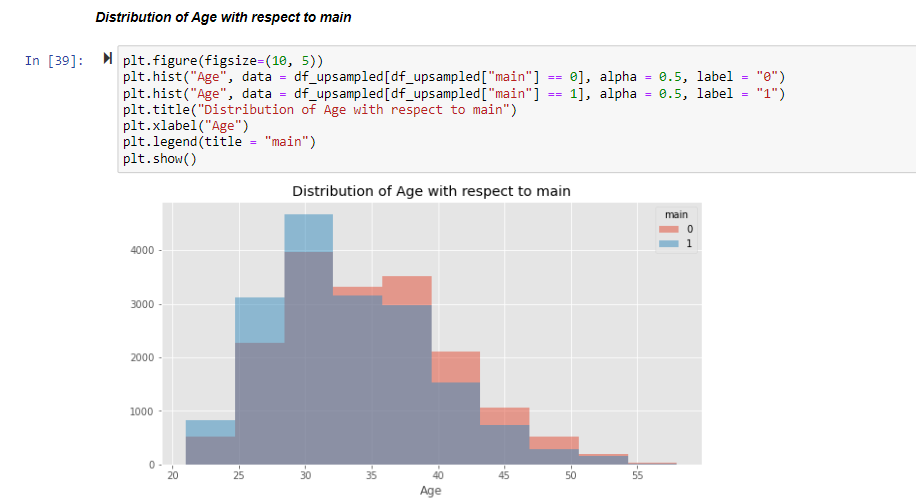 Distribution of Age with respect to main
In [39]:
plt.figure(figsize=(10, 5))
plt.hist("Age", data = df_upsampled[df_upsampled["main"] == 0], alpha = 0.5, label = "0")
plt.hist("Age", data = df_upsampled[df_upsampled["main"] == 1], alpha = 0.5, label = "1")
plt.title("Distribution of Age with respect to main")
plt.xlabel("Age")
plt.legend(title = "main")
plt.show()
Distribution of Age with respect to main
main
0
1
4000
3000
2000
1000
0
20 25 30 35 40 45 50 55
Age